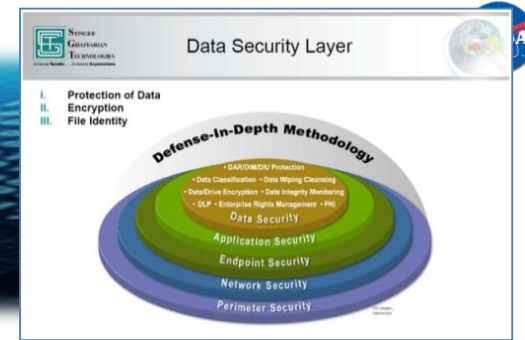 STINGER
GHAFFARIAN
TECHNOLOGIES
Data Security Layer
I. Protection of Data
II. Encryption
III. File Identity
Defense-In-Depth Methodology
• DAR/DIM/DIU Protection
• Data Classification • Data Wiping Cleansing
• Data/Drive Encryption • Data Integrity Monitoring
• DLP • Enterprise Rights Management • PKI
Data Security
Application Security
Endpoint Security
Network Security
Perimeter Security